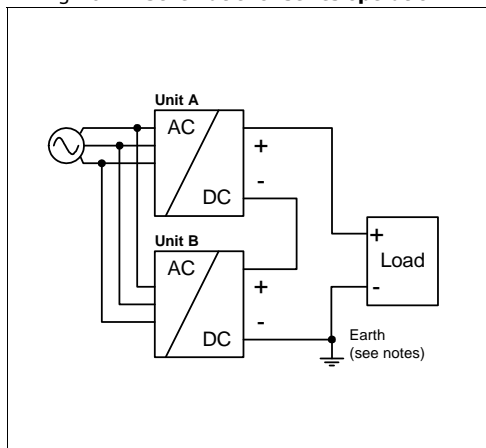 Unit A
AC
+
-
DC
Unit B
AC
+
-
DC
+
Load
-
Earth
(see notes)